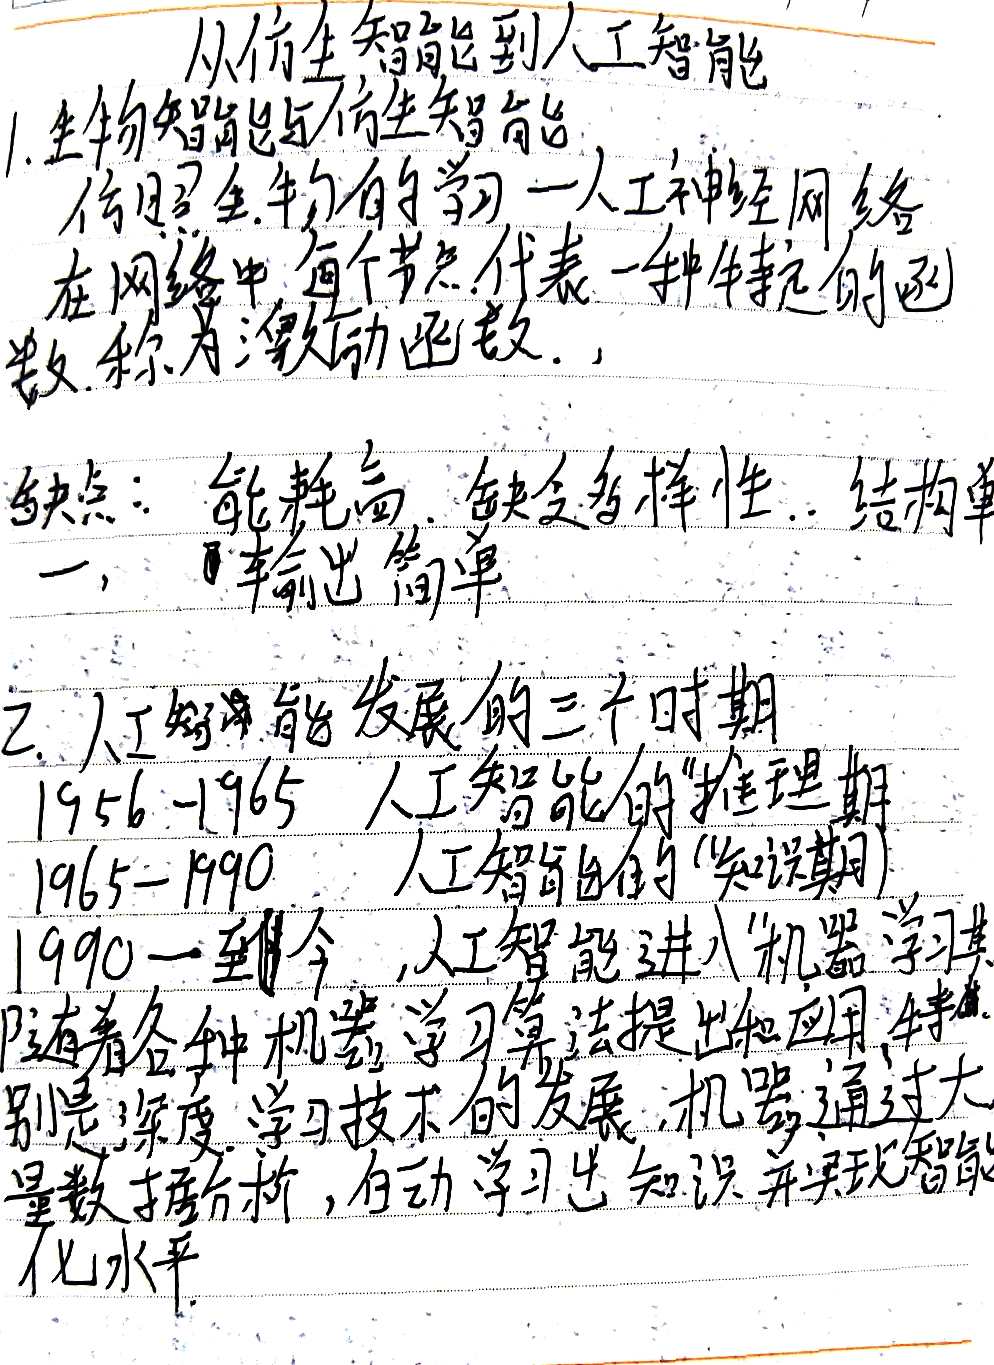 从仿生智能到人工智能
1.生物智能与仿生智能
仿照生物的学习一人工神经网络
在网络中,每个节点,代表一种特定的函
数.称为激励函数.,
缺点: 能耗高.缺乏多样性.. 结构单
一, 输出简单
2.人工智能发展的三个时期
1956-1965 人工智能的"推理期
1965-1990 人工智能的("知识期)
1990一至今,人工智能进入"机器学习期
随着各种机器学习算法提出和应用,特
别是深度学习技术的发展,机器通过大
量数据分析,自动学习出知识并实现智能
化水平.